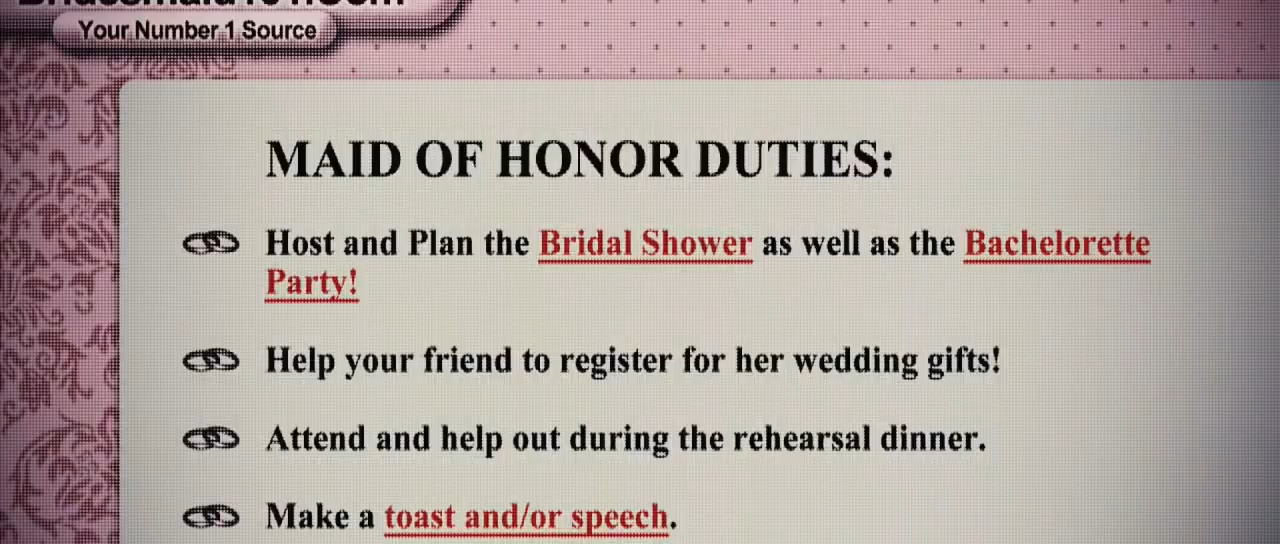 Your Number 1 Source
MAID OF HONOR DUTIES:
Host and Plan the Bridal Shower as well as the Bachelorette
Party!
Help your friend to register for her wedding gifts!
Attend and help out during the rehearsal dinner.
Make a toast and/or speech.